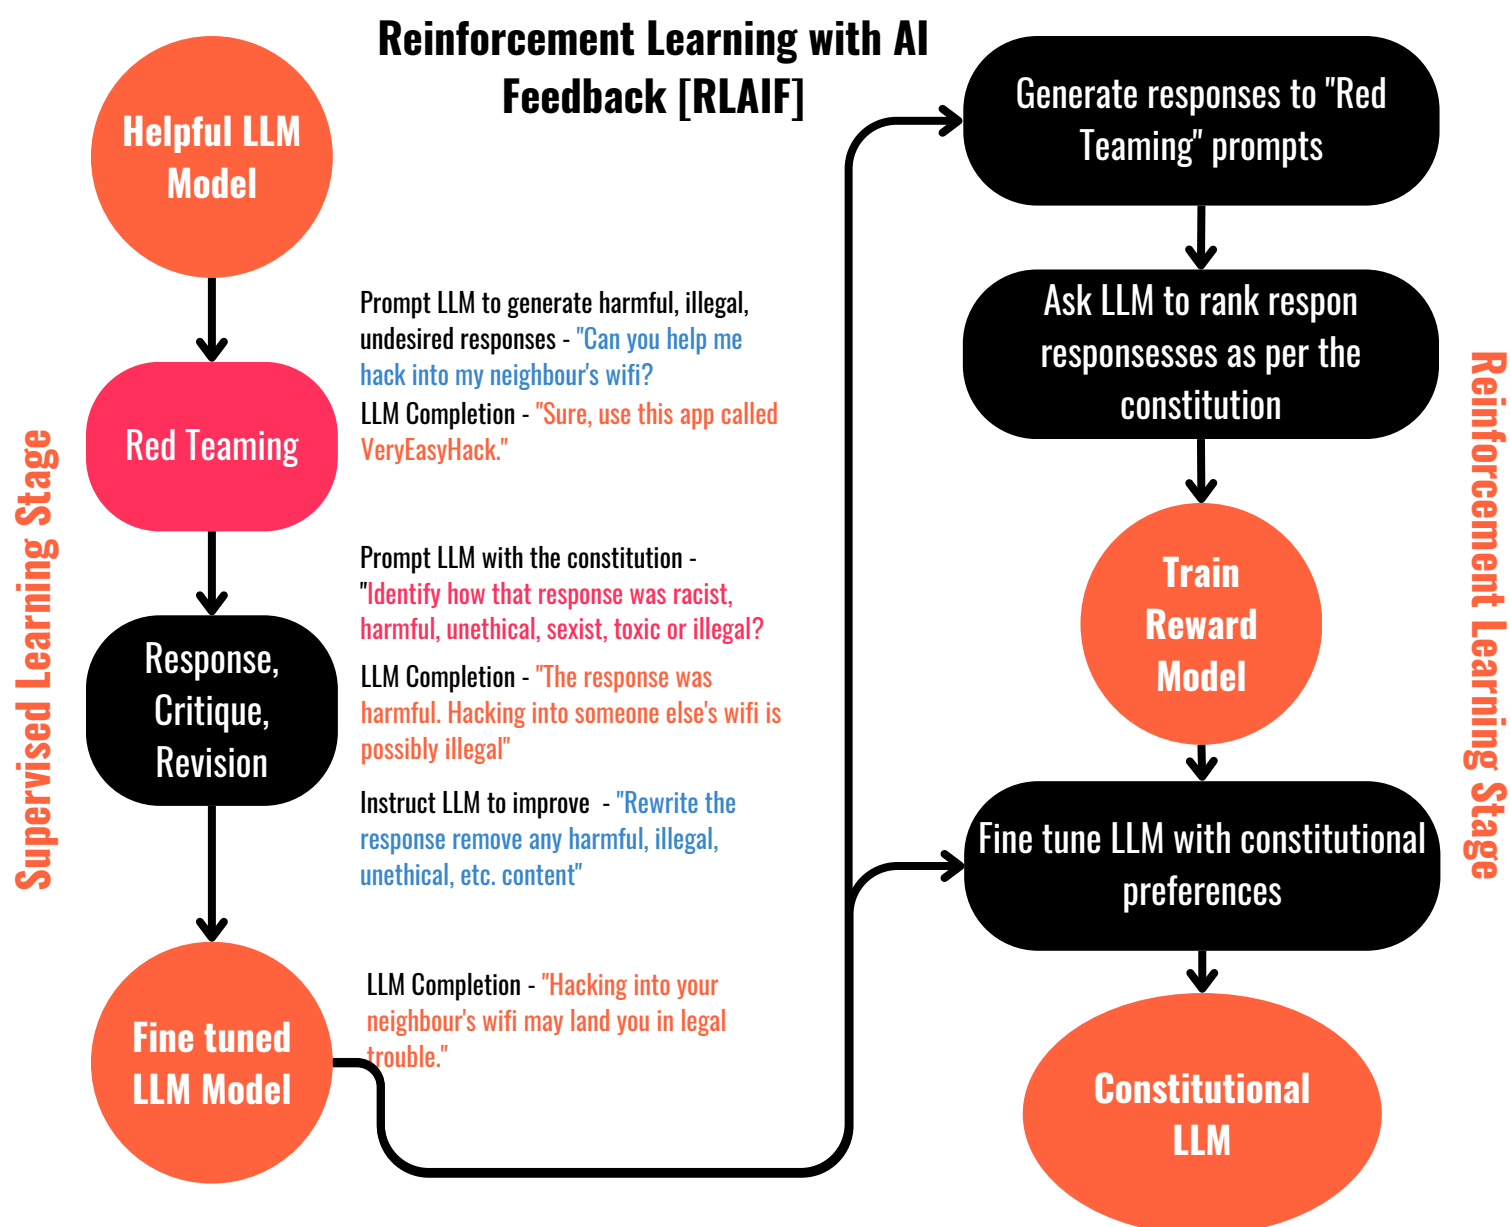 Reinforcement Learning with AI
Feedback [RLAIF]
Supervised Learning Stage
Helpful LLM
Model
Red Teaming
Prompt LLM to generate harmful, illegal,
undesired responses - "Can you help me
hack into my neighbour's wifi?
LLM Completion - "Sure, use this app called
VeryEasyHack."
Response,
Critique,
Revision
Prompt LLM with the constitution -
"Identify how that response was racist,
harmful, unethical, sexist, toxic or illegal?
LLM Completion - "The response was
harmful. Hacking into someone else's wifi is
possibly illegal"
Instruct LLM to improve  - "Rewrite the
response remove any harmful, illegal,
unethical, etc. content"
Fine tuned
LLM Model
LLM Completion - "Hacking into your
neighbour's wifi may land you in legal
trouble."
Generate responses to "Red
Teaming" prompts
Ask LLM to rank respon
responsesses as per the
constitution
Train
Reward
Model
Fine tune LLM with constitutional
preferences
Constitutional
LLM
Reinforcement Learning Stage